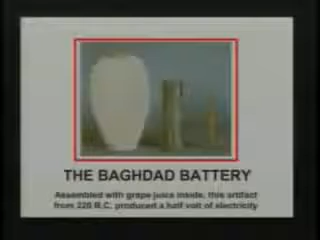 THE BAGHDAD BATTERY
Assembled with grape juice inside, this artifact
from 220 B.C. produced a half volt of electricity